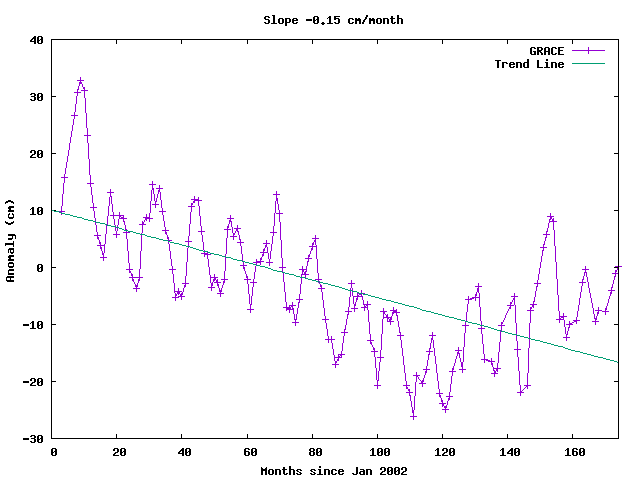 Slope -0.15 cm/month
GRACE
Trend Line
40
30
20
10
0
-10
-20
-30
Anomaly (cm)
0 20 40 60 80 100 120 140 160
Months since Jan 2002